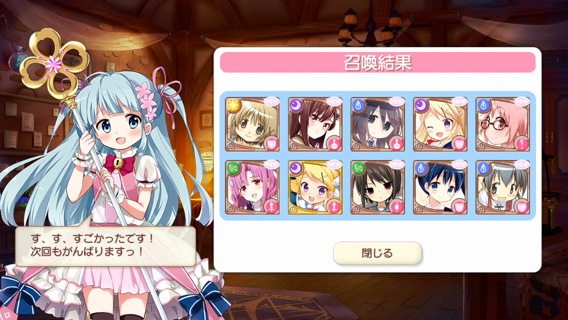 召喚結果
す、す、すごかったです！
次回もがんばりますっ！
閉じる